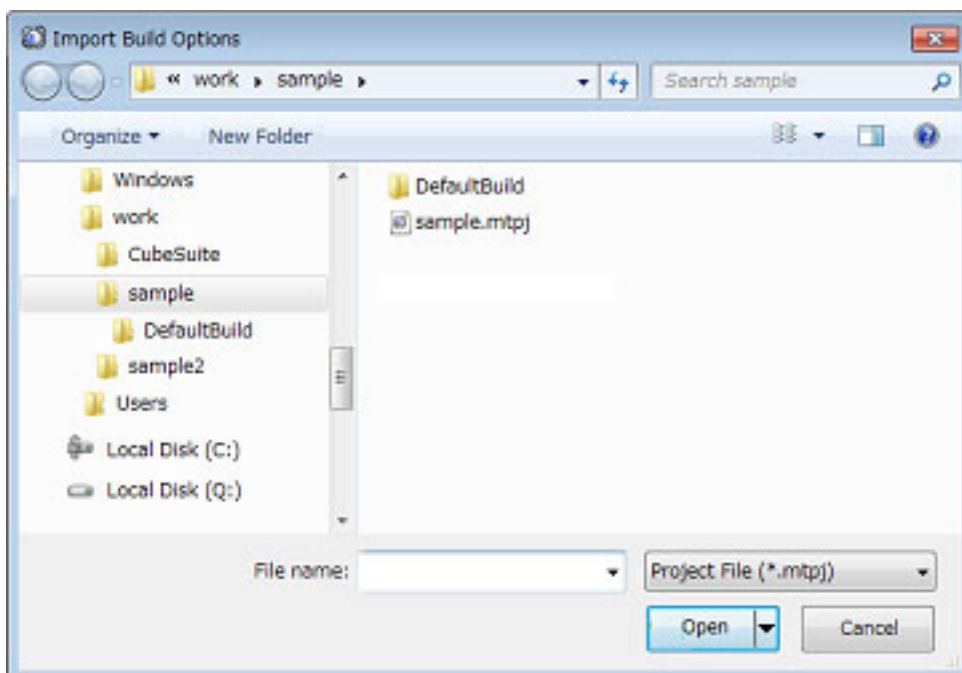 Import Build Options
« work ▸ sample ▸
Search sample
Organize ▾ New Folder
Windows
work
CubeSuite
sample
DefaultBuild
sample2
Users
Local Disk (C:)
Local Disk (Q:)
DefaultBuild
sample.mtpj
File name:
Project File (*.mtpj)
Open
Cancel